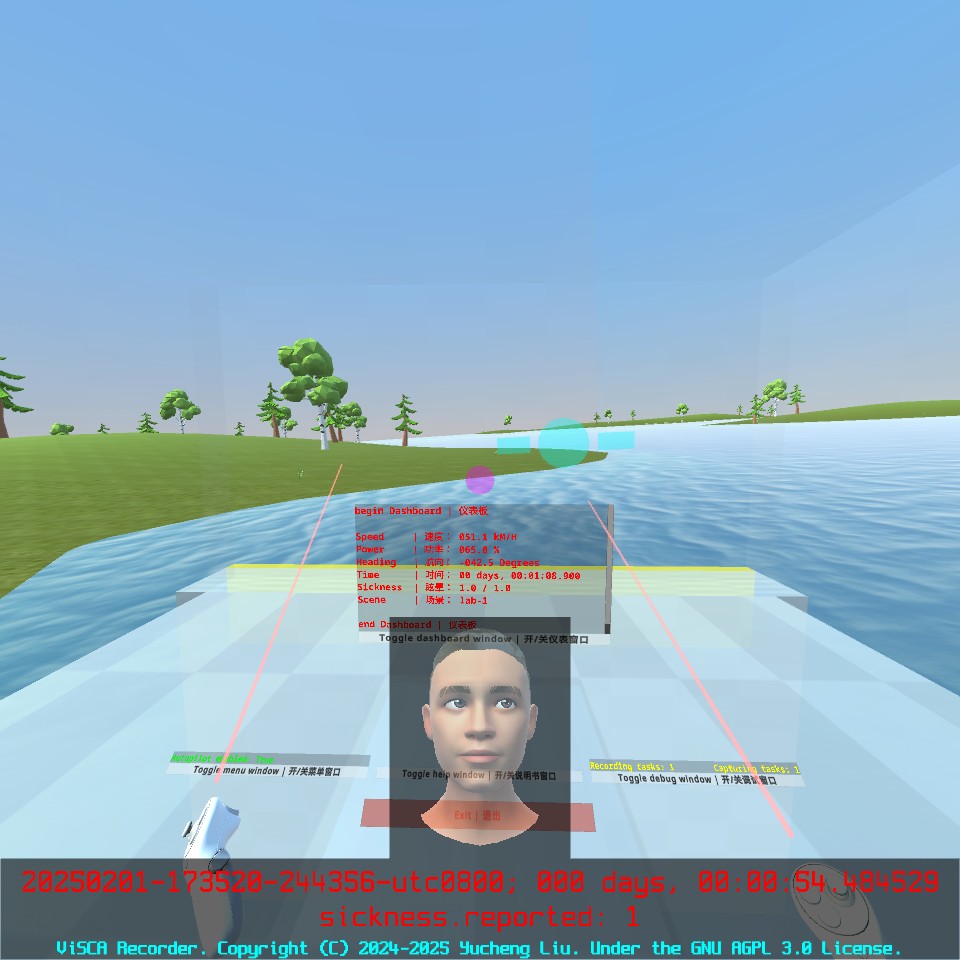 begin Dashboard | 仪表板
Speed | 速度： 051.1 kM/H
Power | 功率： 065.0 %
Heading | 航向： -042.5 Degrees
Time | 时间： 00 days, 00:01:08.900
Sickness | 眩晕： 1.0 / 1.0
Scene | 场景： lab-1
end Dashboard | 仪表板
Toggle dashboard window | 开/关仪表窗口
Autopilot enabled: True
Toggle menu window | 开/关菜单窗口
Toggle help window | 开/关说明书窗口
Recording tasks: 1 Capturing tasks: 1
Toggle debug window | 开/关调试窗口
Exit | 退出
20250201-173520-244356-utc0800; 000 days, 00:00:54.484529
sickness.reported: 1
ViSCA Recorder. Copyright (C) 2024-2025 Yucheng Liu. Under the GNU AGPL 3.0 License.